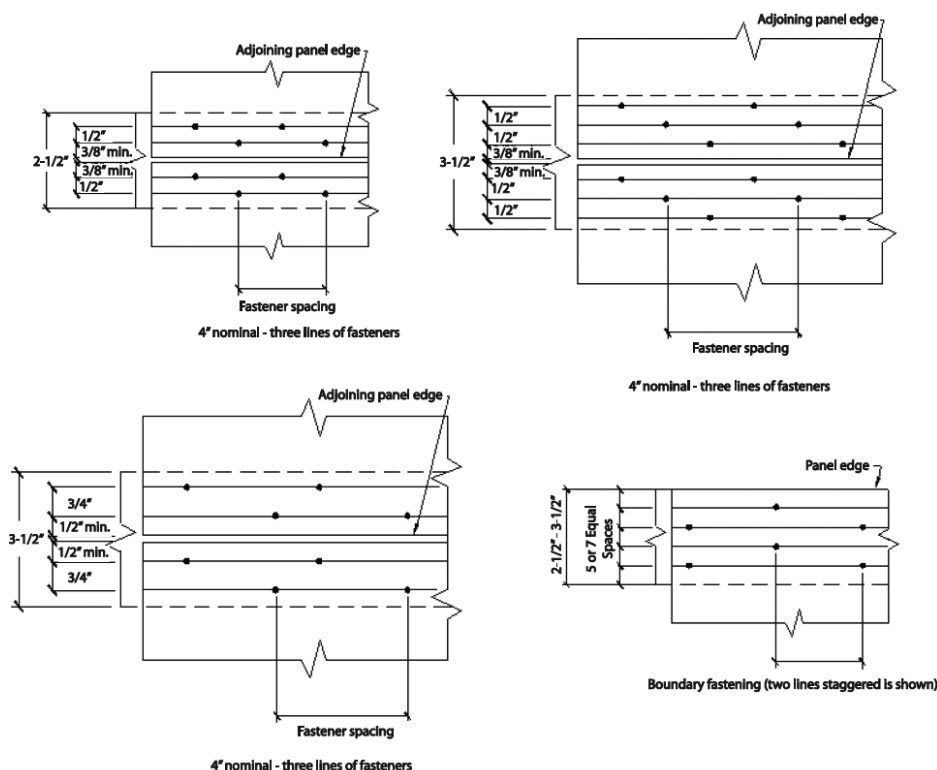 Adjoining panel edge
2-1/2"
1/2"
3/8" min.
3/8" min.
1/2"
Fastener spacing
4" nominal - three lines of fasteners
Adjoining panel edge
3-1/2"
1/2"
1/2"
3/8" min.
3/8" min.
1/2"
1/2"
Fastener spacing
4" nominal - three lines of fasteners
Adjoining panel edge
3-1/2"
3/4"
1/2" min.
1/2" min.
3/4"
Fastener spacing
4" nominal - three lines of fasteners
Panel edge
2-1/2" - 3-1/2"
5 or 7 Equal
Spaces
Boundary fastening (two lines staggered is shown)